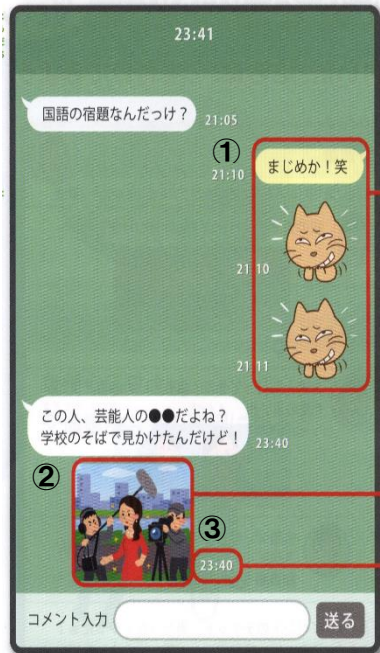 23:41
国語の宿題なんだっけ？ 21:05
①
まじめか！笑
21:10
21:10
21:11
この人、芸能人の●●だよね？
学校のそばで見かけたんだけど！ 23:40
②
③
23:40
コメント入力 送る